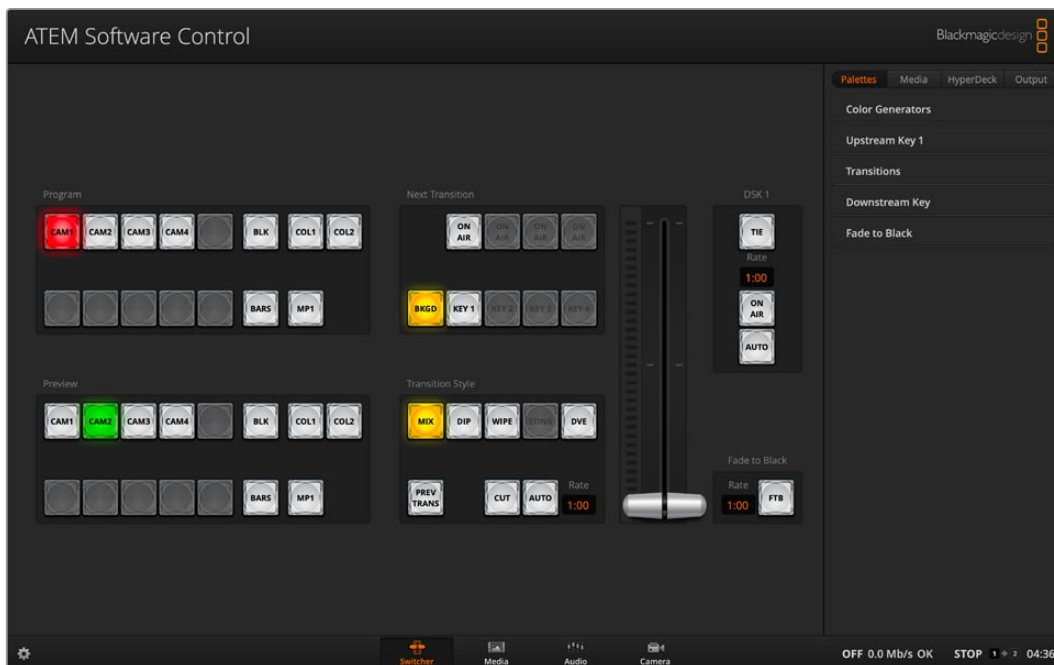 ATEM Software Control
Blackmagicdesign
Palettes Media HyperDeck Output
Color Generators
Upstream Key 1
Transitions
Downstream Key
Fade to Black
Program
CAM1 CAM2 CAM3 CAM4 BLK COL1 COL2
BARS MP1
Next Transition
ON AIR ON AIR ON AIR ON AIR
BKGD KEY 1 KEY 2 KEY 3 KEY 4
DSK 1
TIE
Rate
1:00
ON AIR
AUTO
Preview
CAM1 CAM2 CAM3 CAM4 BLK COL1 COL2
BARS MP1
Transition Style
MIX DIP WIPE STING DVE
PREV TRANS CUT AUTO Rate 1:00
Fade to Black
Rate
1:00 FTB
Switcher Media Audio Camera
OFF 0.0 Mb/s OK STOP 1 2 04:36